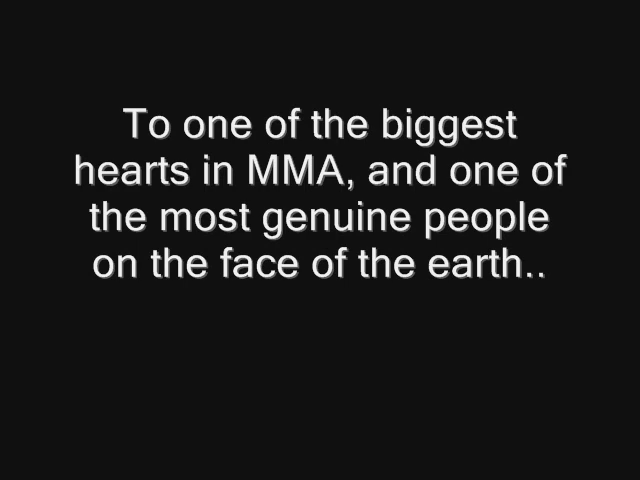 To one of the biggest
hearts in MMA, and one of
the most genuine people
on the face of the earth..